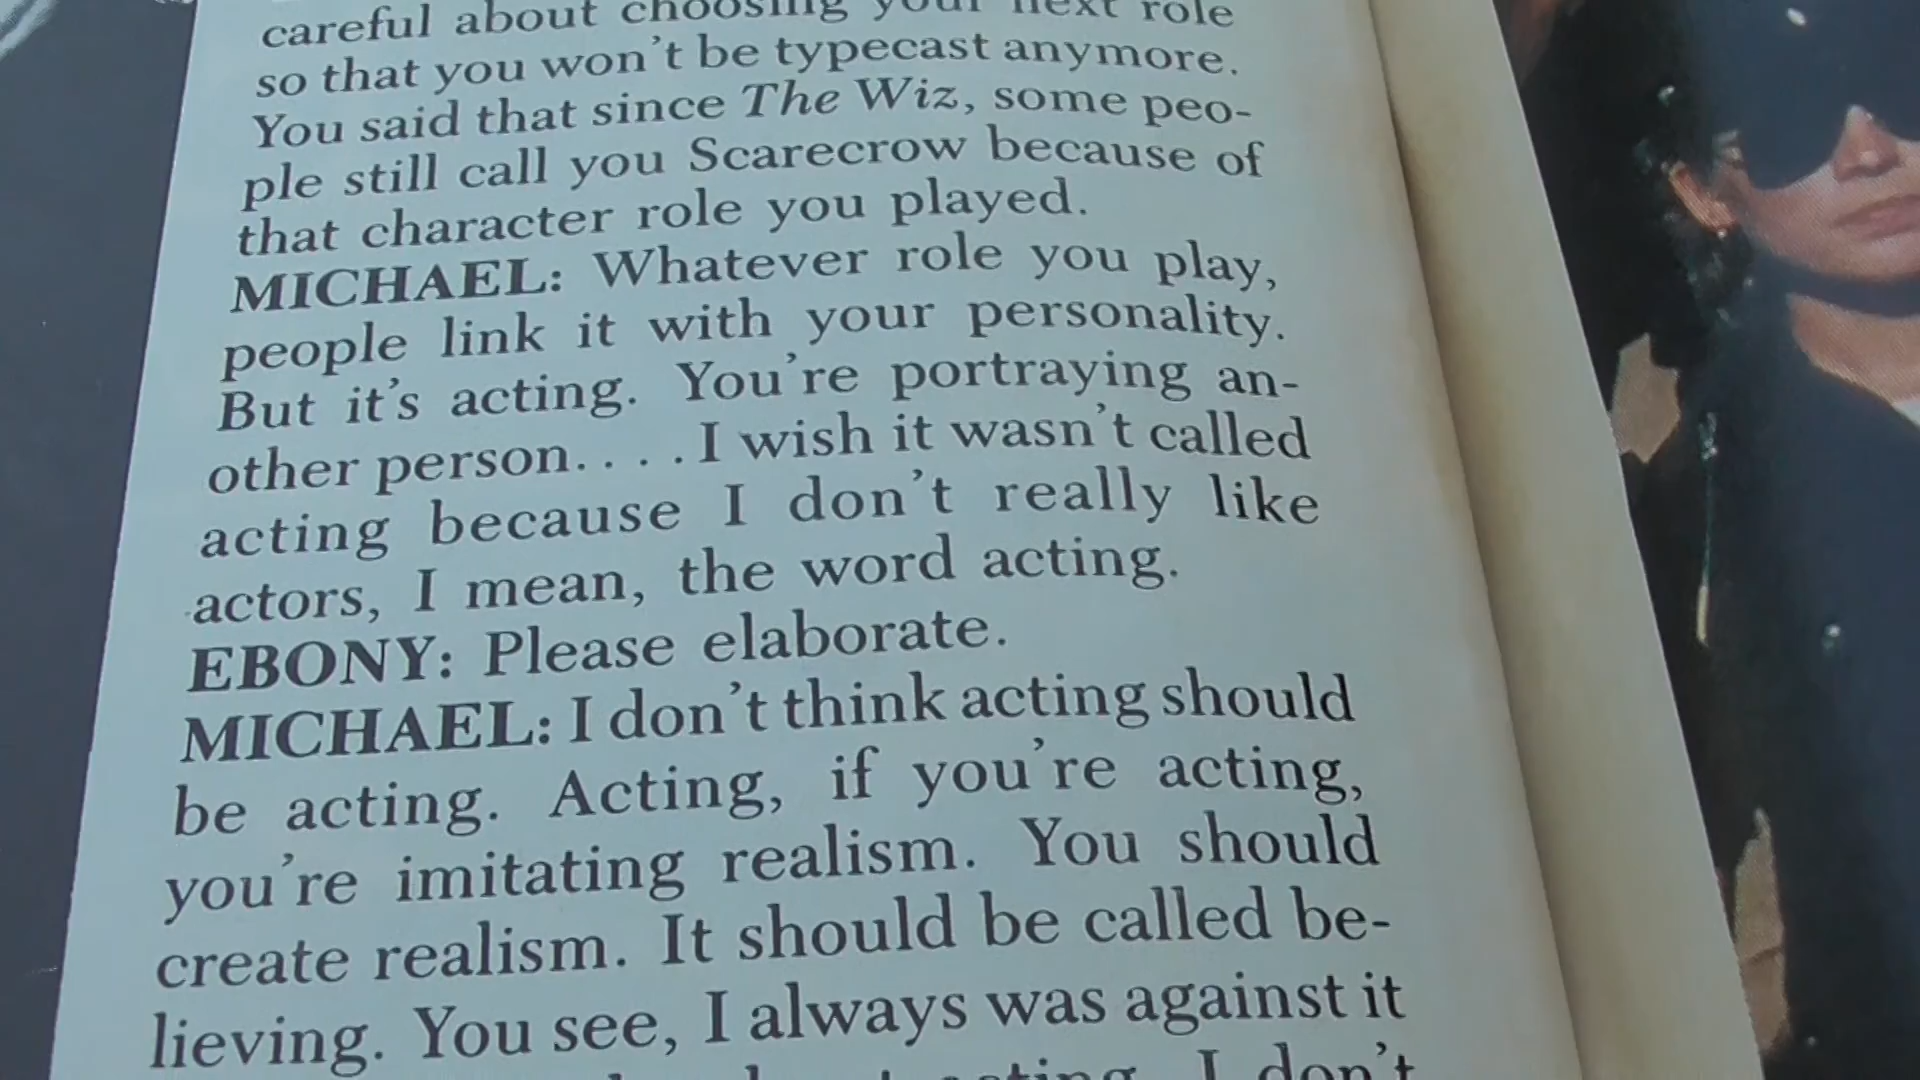 careful about choosing your next role
so that you won't be typecast anymore.
You said that since The Wiz, some peo-
ple still call you Scarecrow because of
that character role you played.
MICHAEL: Whatever role you play,
people link it with your personality.
But it's acting. You're portraying an-
other person. . . . I wish it wasn't called
acting because I don't really like
actors, I mean, the word acting.
EBONY: Please elaborate.
MICHAEL: I don't think acting should
be acting. Acting, if you're acting,
you're imitating realism. You should
create realism. It should be called be-
lieving. You see, I always was against it
acting. I don't